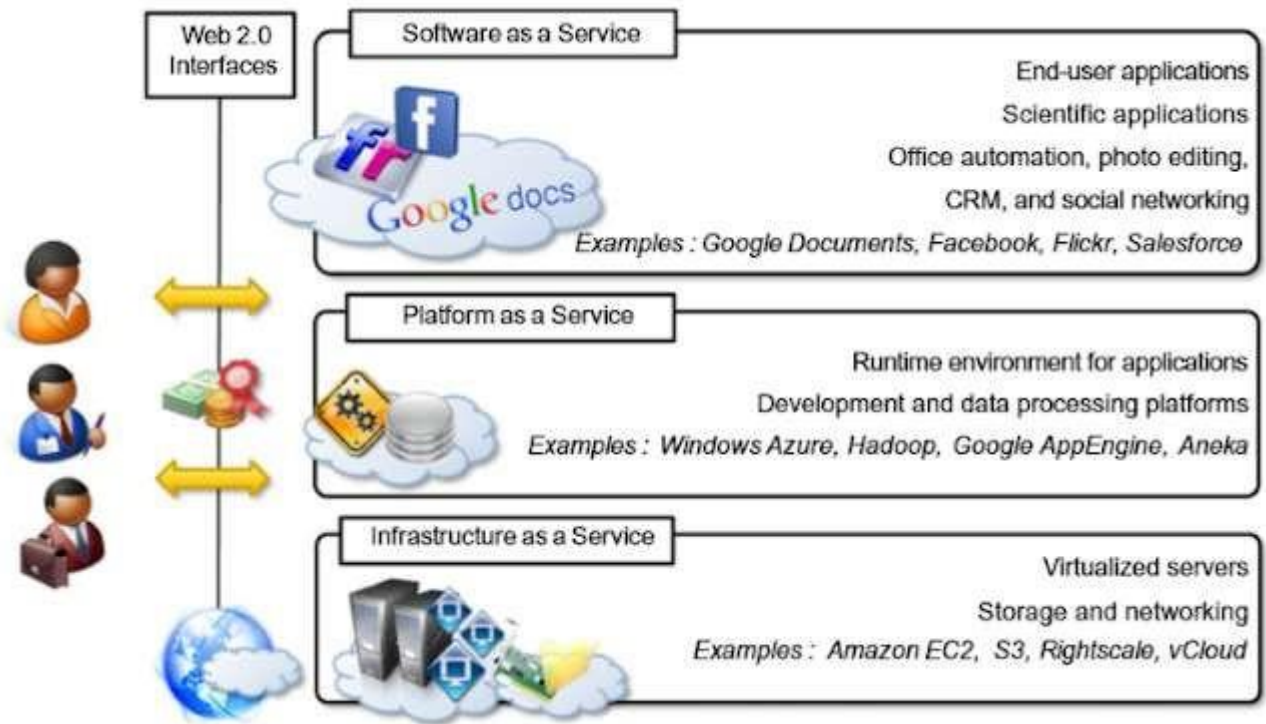 Web 2.0
Interfaces
Software as a Service
End-user applications
Scientific applications
Office automation, photo editing,
CRM, and social networking
Examples : Google Documents, Facebook, Flickr, Salesforce
f
fr
Google docs
Platform as a Service
Runtime environment for applications
Development and data processing platforms
Examples : Windows Azure, Hadoop, Google AppEngine, Aneka
Infrastructure as a Service
Virtualized servers
Storage and networking
Examples : Amazon EC2, S3, Rightscale, vCloud